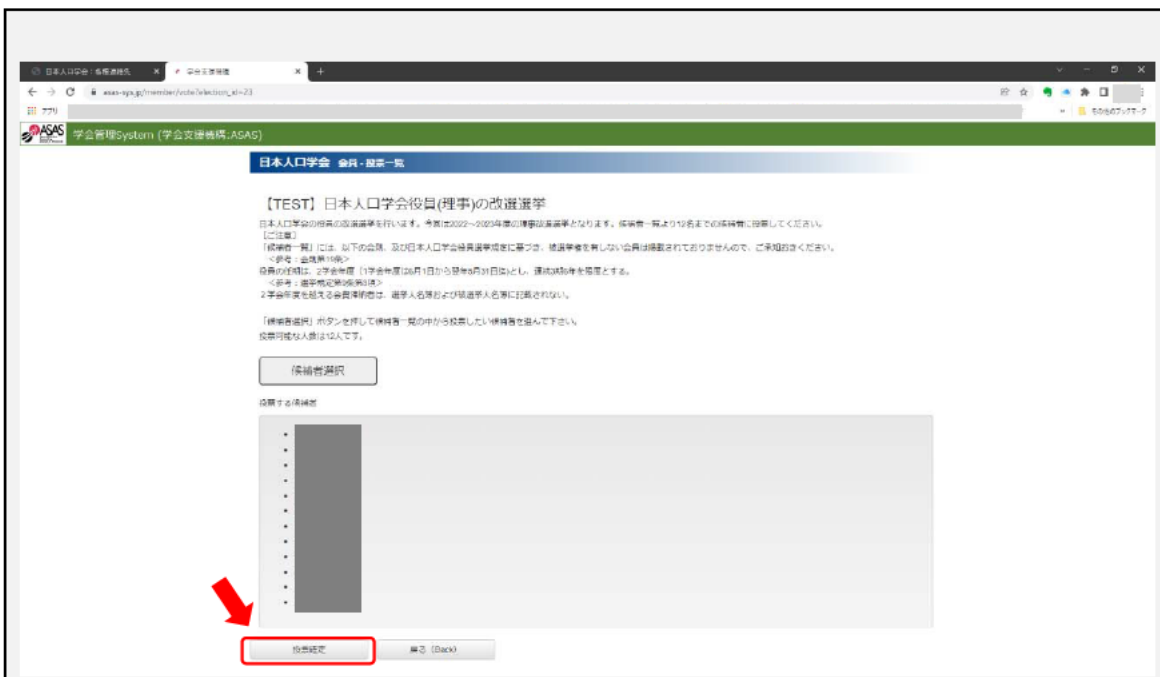 日本人口学会:各種連絡先
学会支援機構
asas-sys.jp/member/vote?election_id=23
アプリ
その他のブックマーク
ASAS 学会管理System (学会支援機構:ASAS)
日本人口学会 会員 - 投票一覧
【TEST】日本人口学会役員(理事)の改選選挙
日本人口学会の役員の改選選挙を行います。今回は2022~2023年度の理事改選選挙となります。候補者一覧より12名までの候補者に投票してください。
【ご注意】
「候補者一覧」には、以下の会則、及び日本人口学会役員選挙規定に基づき、被選挙権を有しない会員は掲載されておりませんので、ご承知おきください。
<参考:会則第10条>
役員の任期は、2学会年度(1学会年度は6月1日から翌年5月31日迄)とし、連続
年を限度とする。
<参考:選挙規定第
2学会年度を超える会費滞納者は、選挙人名簿および被選挙人名簿に記載されない。
「候補者選択」ボタンを押して候補者一覧の中から投票したい候補者を選んで下さい。
投票可能な人数は12人です。
候補者選択
投票する候補者
投票確定
戻る (Back)